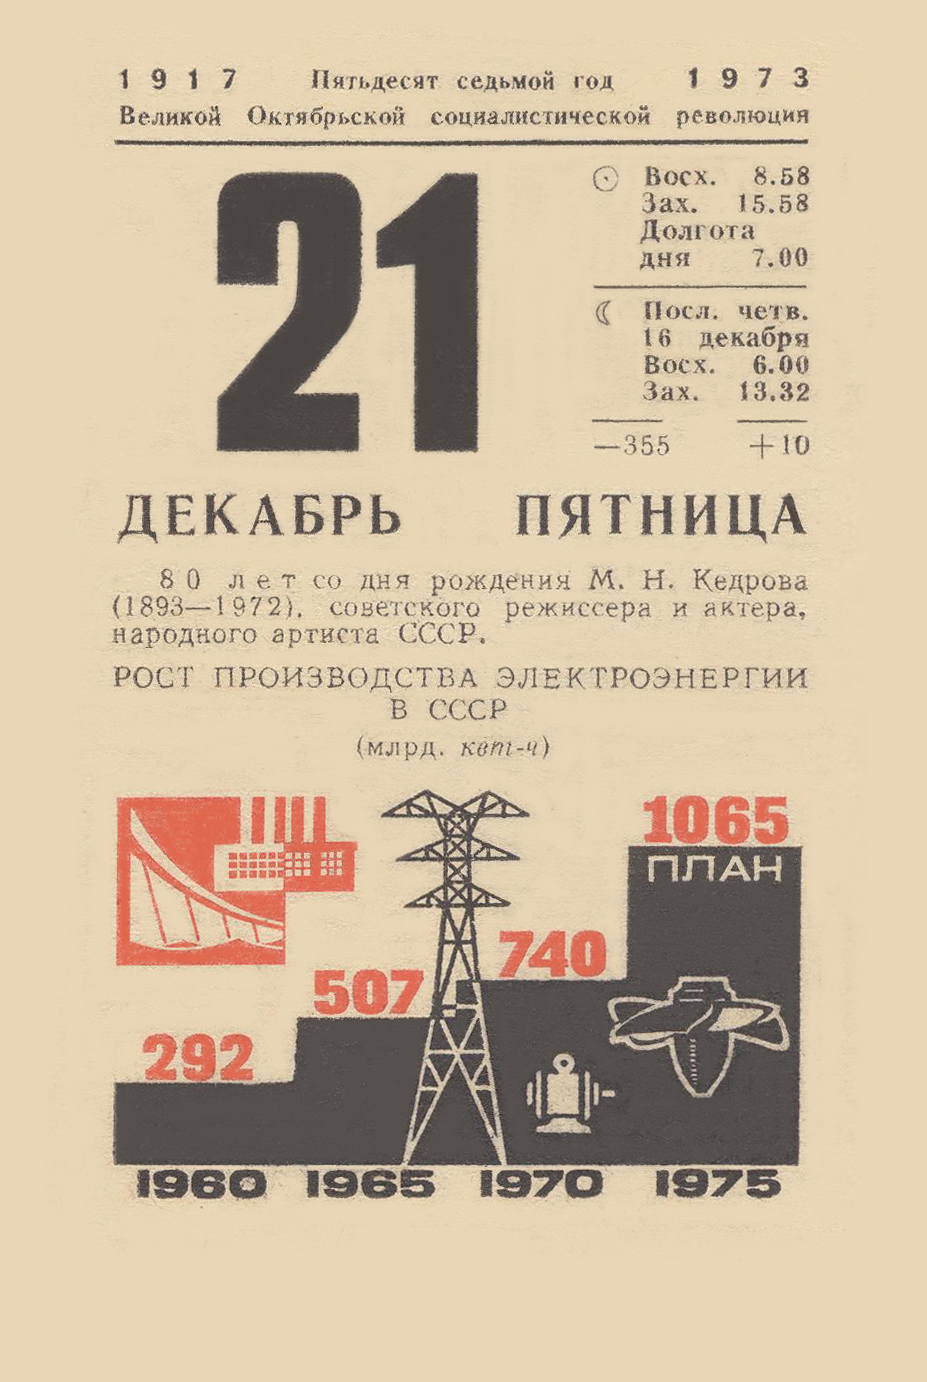 1917 Пятьдесят седьмой год 1973
Великой Октябрьской социалистической революция
21
Восх. 8.58
Зах. 15.58
Долгота
дня 7.00
Посл. четв.
16 декабря
Восх. 6.00
Зах. 13.32
—355 +10
ДЕКАБРЬ ПЯТНИЦА
80 лет со дня рождения М. Н. Кедрова
(1893—1972), советского режиссера и актера,
народного артиста СССР.
РОСТ ПРОИЗВОДСТВА ЭЛЕКТРОЭНЕРГИИ
В СССР
(млрд. квт-ч)
1065
ПЛАН
740
507
292
1960 1965 1970 1975